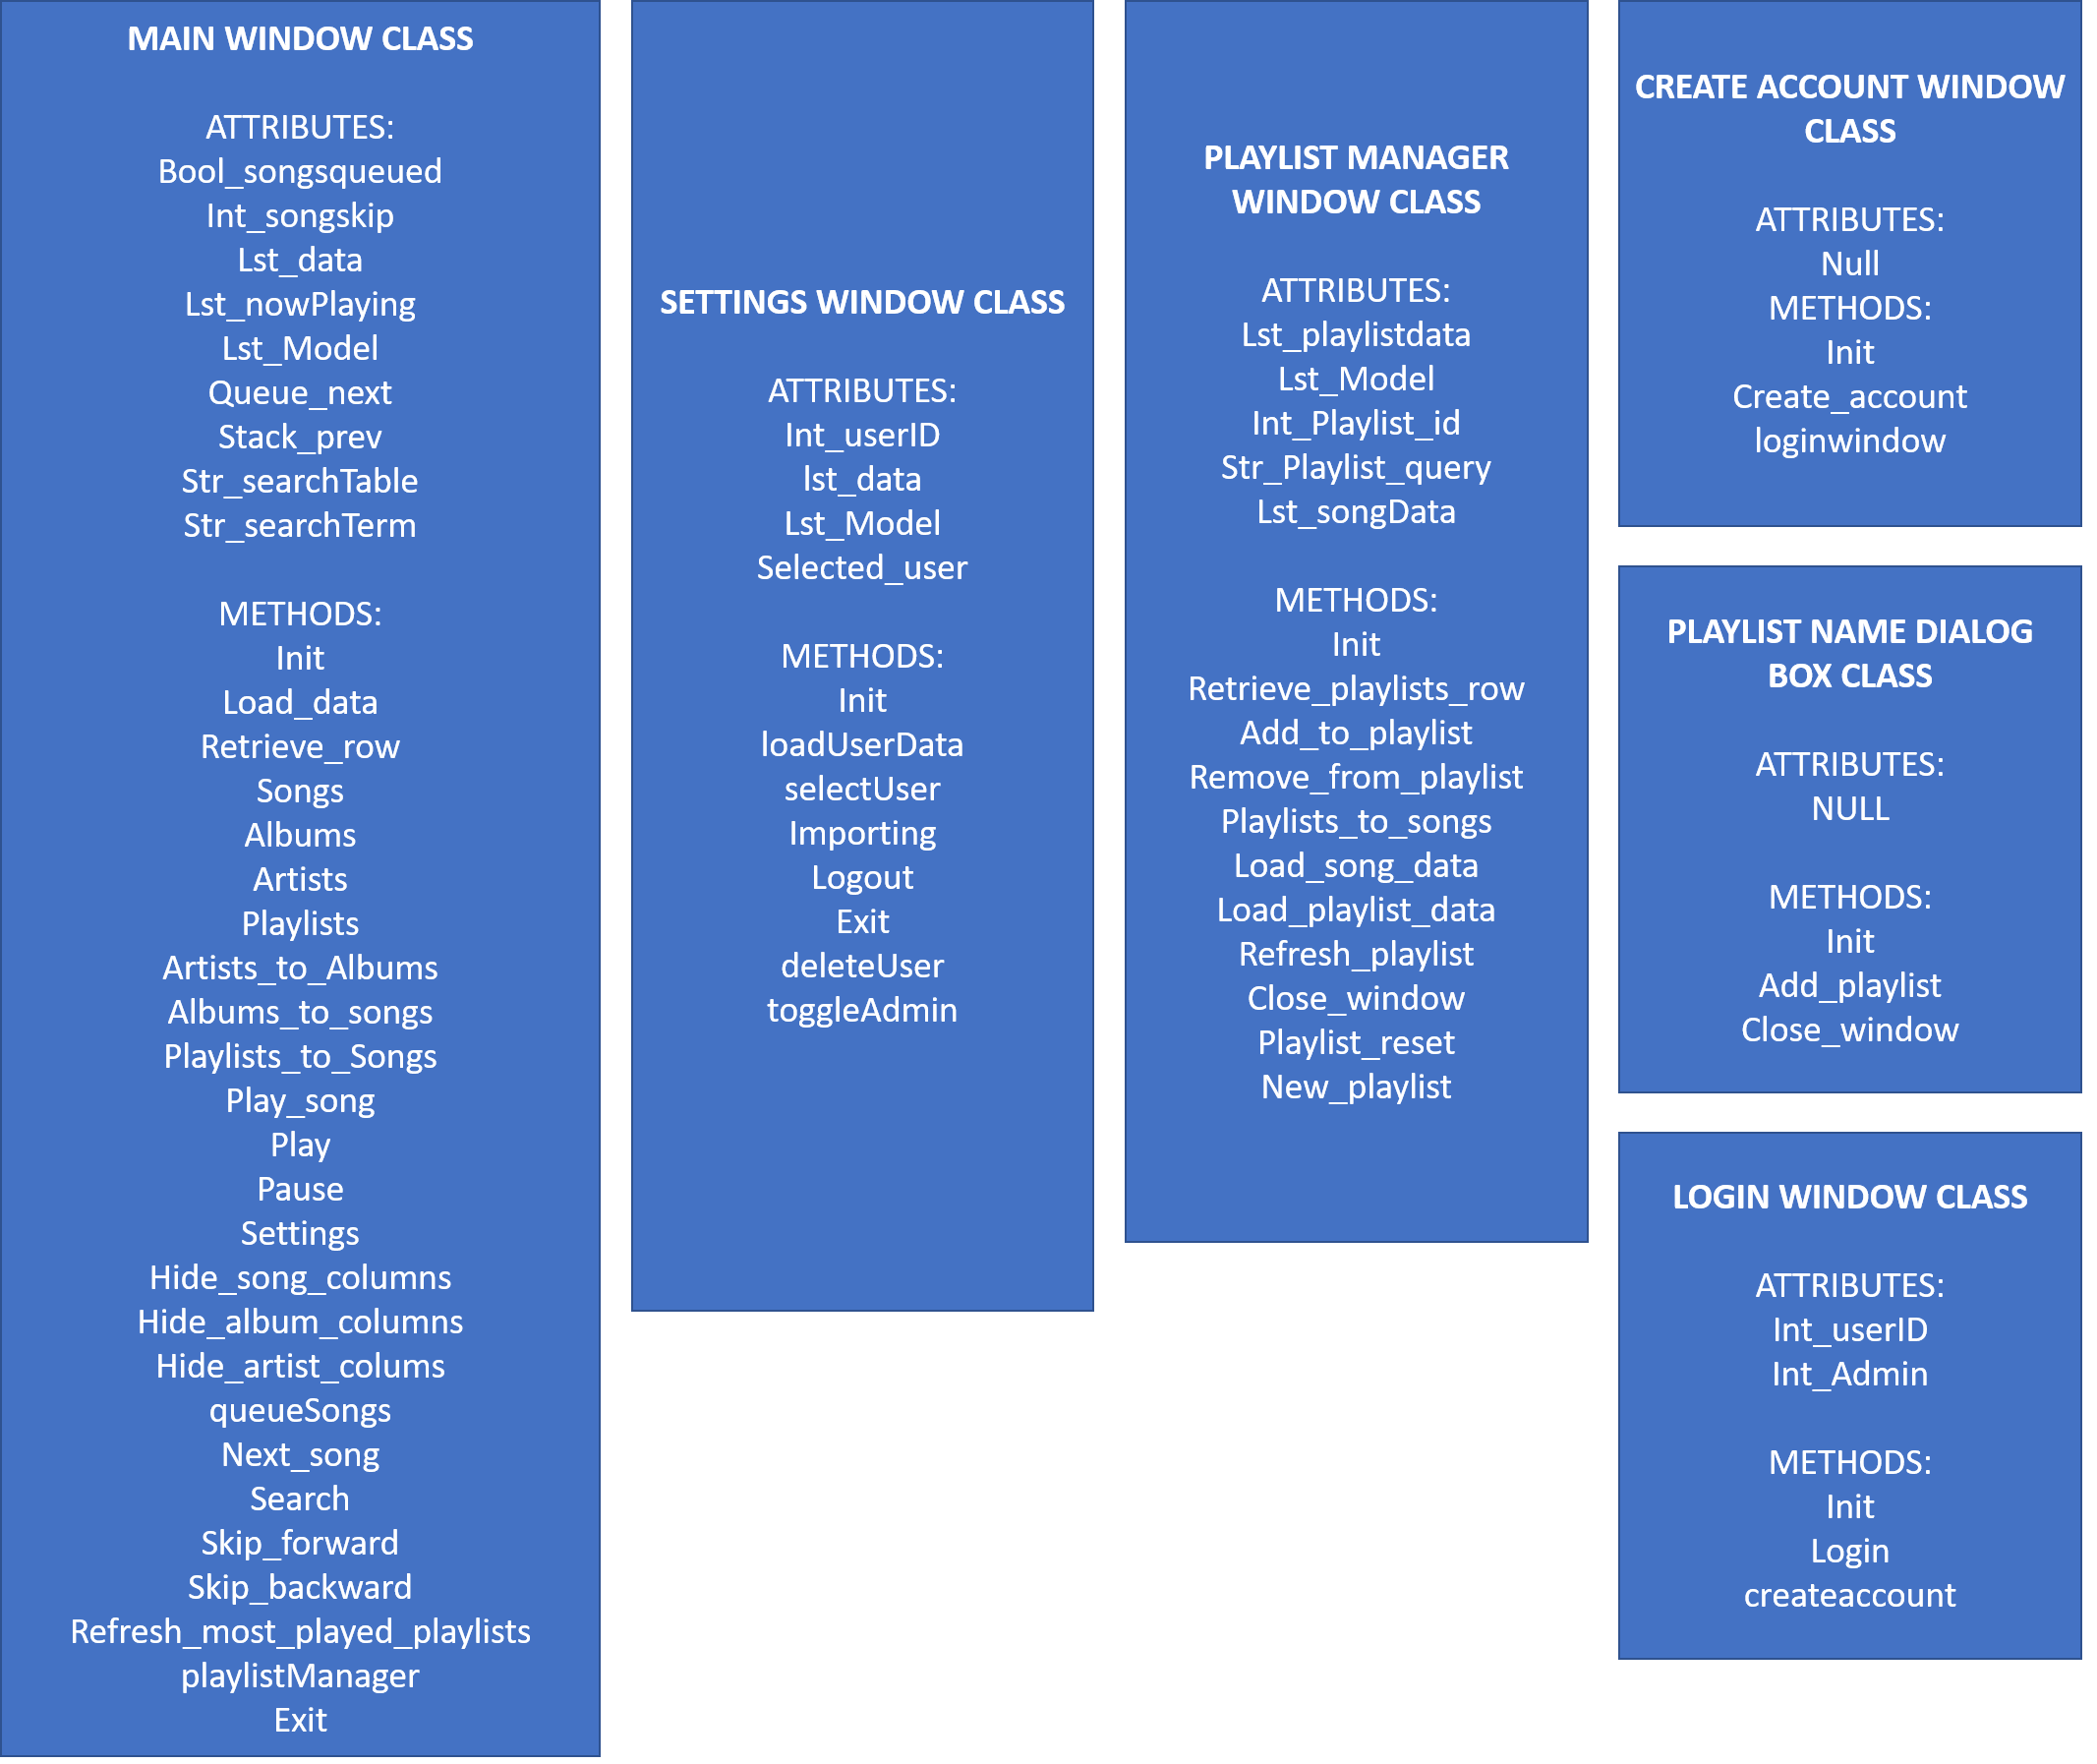 MAIN WINDOW CLASS
ATTRIBUTES:
Bool_songsqueued
Int_songskip
Lst_data
Lst_nowPlaying
Lst_Model
Queue_next
Stack_prev
Str_searchTable
Str_searchTerm
METHODS:
Init
Load_data
Retrieve_row
Songs
Albums
Artists
Playlists
Artists_to_Albums
Albums_to_songs
Playlists_to_Songs
Play_song
Play
Pause
Settings
Hide_song_columns
Hide_album_columns
Hide_artist_colums
queueSongs
Next_song
Search
Skip_forward
Skip_backward
Refresh_most_played_playlists
playlistManager
Exit
SETTINGS WINDOW CLASS
ATTRIBUTES:
Int_userID
lst_data
Lst_Model
Selected_user
METHODS:
Init
loadUserData
selectUser
Importing
Logout
Exit
deleteUser
toggleAdmin
PLAYLIST MANAGER
WINDOW CLASS
ATTRIBUTES:
Lst_playlistdata
Lst_Model
Int_Playlist_id
Str_Playlist_query
Lst_songData
METHODS:
Init
Retrieve_playlists_row
Add_to_playlist
Remove_from_playlist
Playlists_to_songs
Load_song_data
Load_playlist_data
Refresh_playlist
Close_window
Playlist_reset
New_playlist
CREATE ACCOUNT WINDOW
CLASS
ATTRIBUTES:
Null
METHODS:
Init
Create_account
loginwindow
PLAYLIST NAME DIALOG
BOX CLASS
ATTRIBUTES:
NULL
METHODS:
Init
Add_playlist
Close_window
LOGIN WINDOW CLASS
ATTRIBUTES:
Int_userID
Int_Admin
METHODS:
Init
Login
createaccount